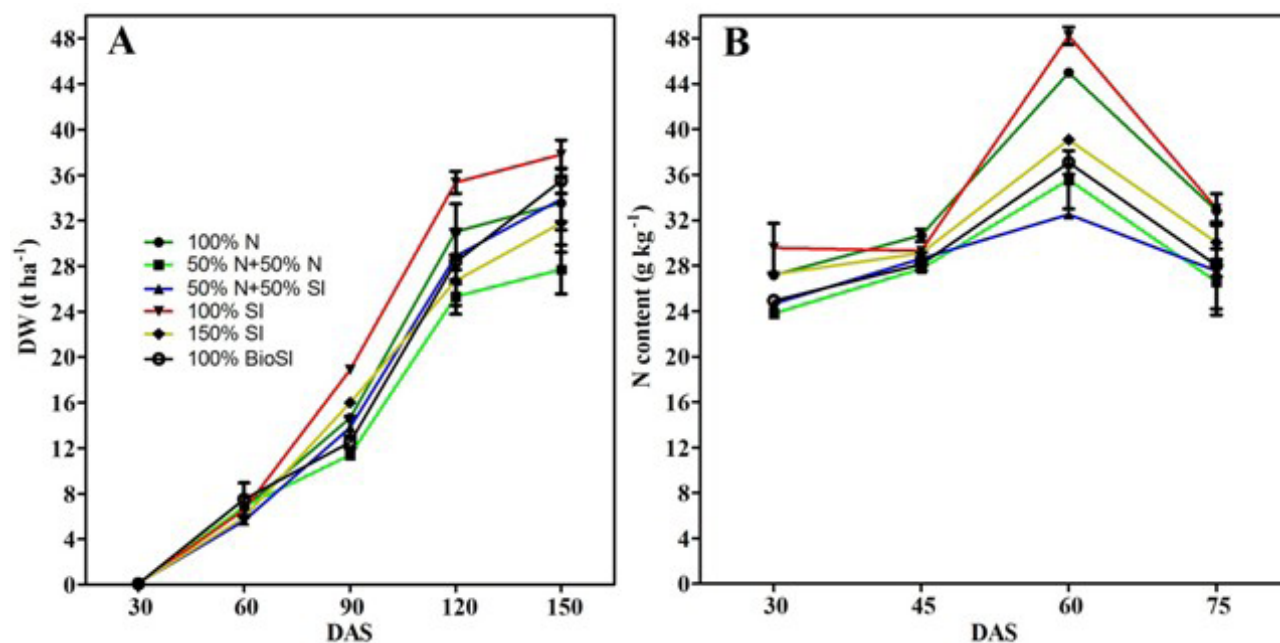 A
48
44
40
36
32
28
24
20
16
12
8
4
0
DW (t ha⁻¹)
100% N
50% N+50% N
50% N+50% SI
100% SI
150% SI
100% BioSI
30 60 90 120 150
DAS
B
48
44
40
36
32
28
24
20
16
12
8
4
0
N content (g kg⁻¹)
30 45 60 75
DAS